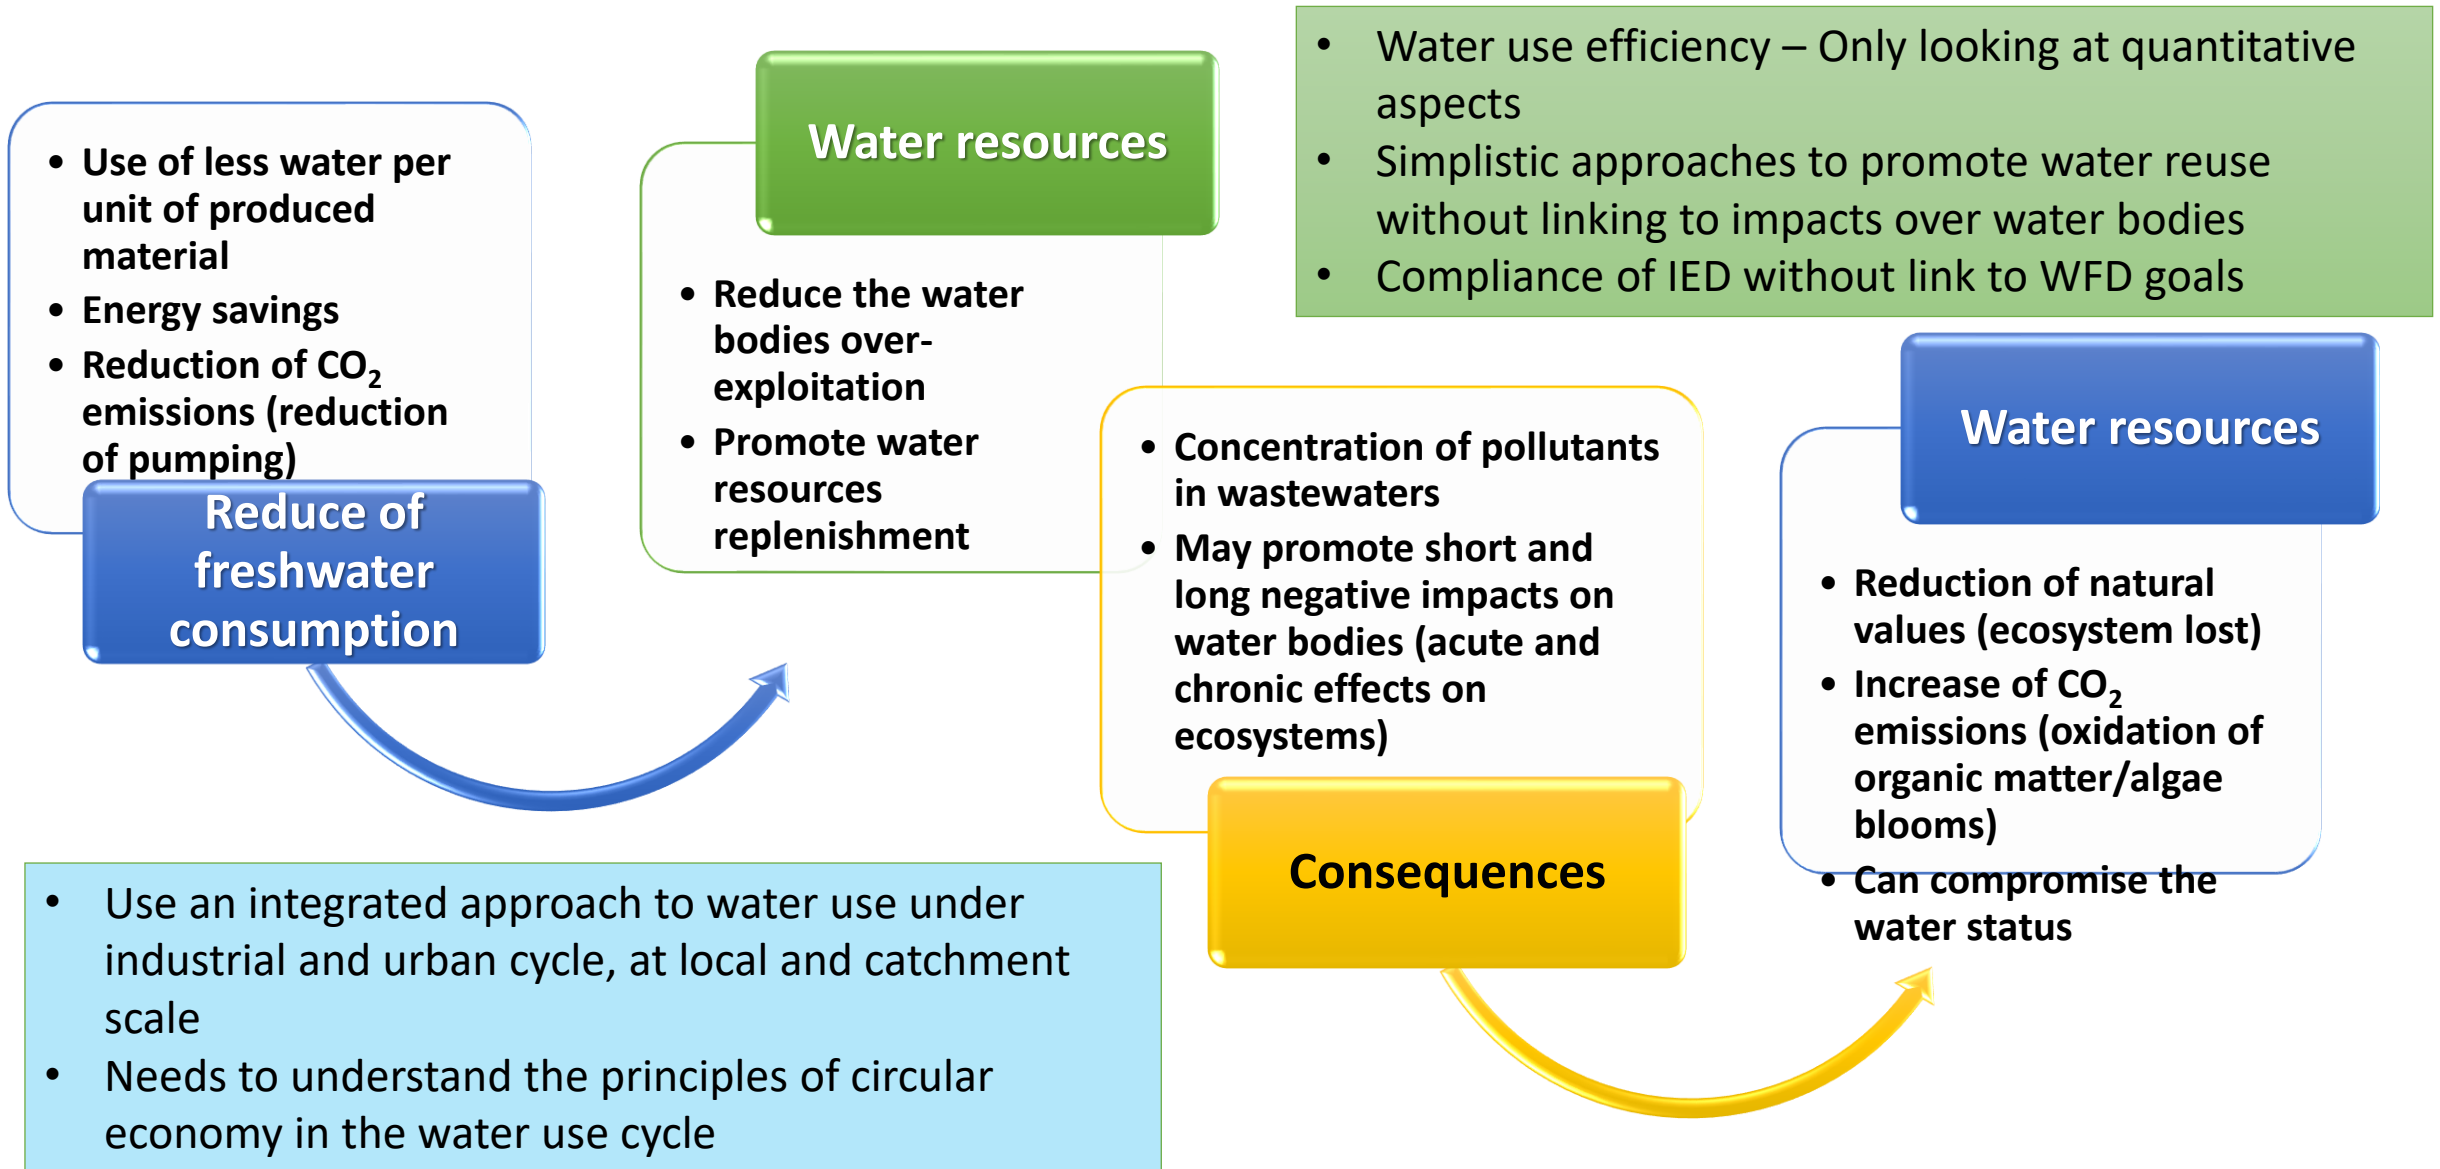 • Use of less water per
unit of produced
material
• Energy savings
• Reduction of CO₂
emissions (reduction
of pumping)
Reduce of
freshwater
consumption
Water resources
• Reduce the water
bodies over-
exploitation
• Promote water
resources
replenishment
• Water use efficiency – Only looking at quantitative
aspects
• Simplistic approaches to promote water reuse
without linking to impacts over water bodies
• Compliance of IED without link to WFD goals
• Concentration of pollutants
in wastewaters
• May promote short and
long negative impacts on
water bodies (acute and
chronic effects on
ecosystems)
Consequences
Water resources
• Reduction of natural
values (ecosystem lost)
• Increase of CO₂
emissions (oxidation of
organic matter/algae
blooms)
• Can compromise the
water status
• Use an integrated approach to water use under
industrial and urban cycle, at local and catchment
scale
• Needs to understand the principles of circular
economy in the water use cycle